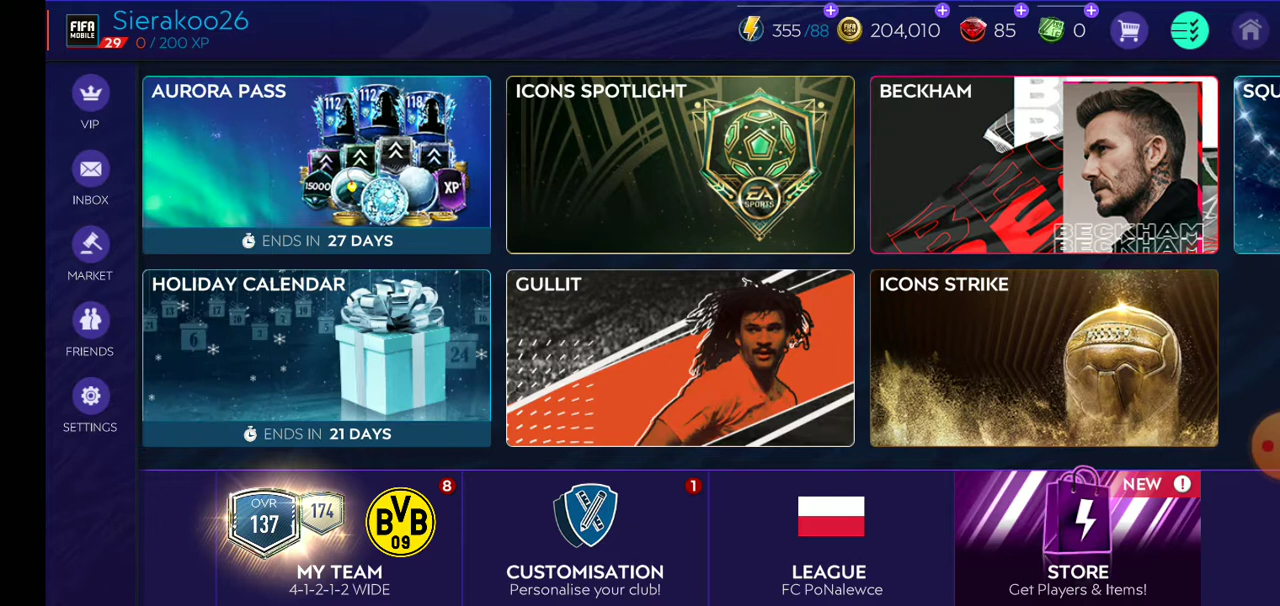 FIFA MOBILE
29
Sierakoo26
0 / 200 XP
355 /88
204,010
85
0
VIP
INBOX
MARKET
FRIENDS
SETTINGS
AURORA PASS
112
112
118
15000
XP
ENDS IN 27 DAYS
ICONS SPOTLIGHT
EA SPORTS
BECKHAM
BECKHAM
BECKHAM
SQU
HOLIDAY CALENDAR
6
24
ENDS IN 21 DAYS
GULLIT
ICONS STRIKE
OVR
137
174
BVB
09
8
MY TEAM
4-1-2-1-2 WIDE
1
CUSTOMISATION
Personalise your club!
LEAGUE
FC PoNalewce
NEW !
STORE
Get Players & Items!